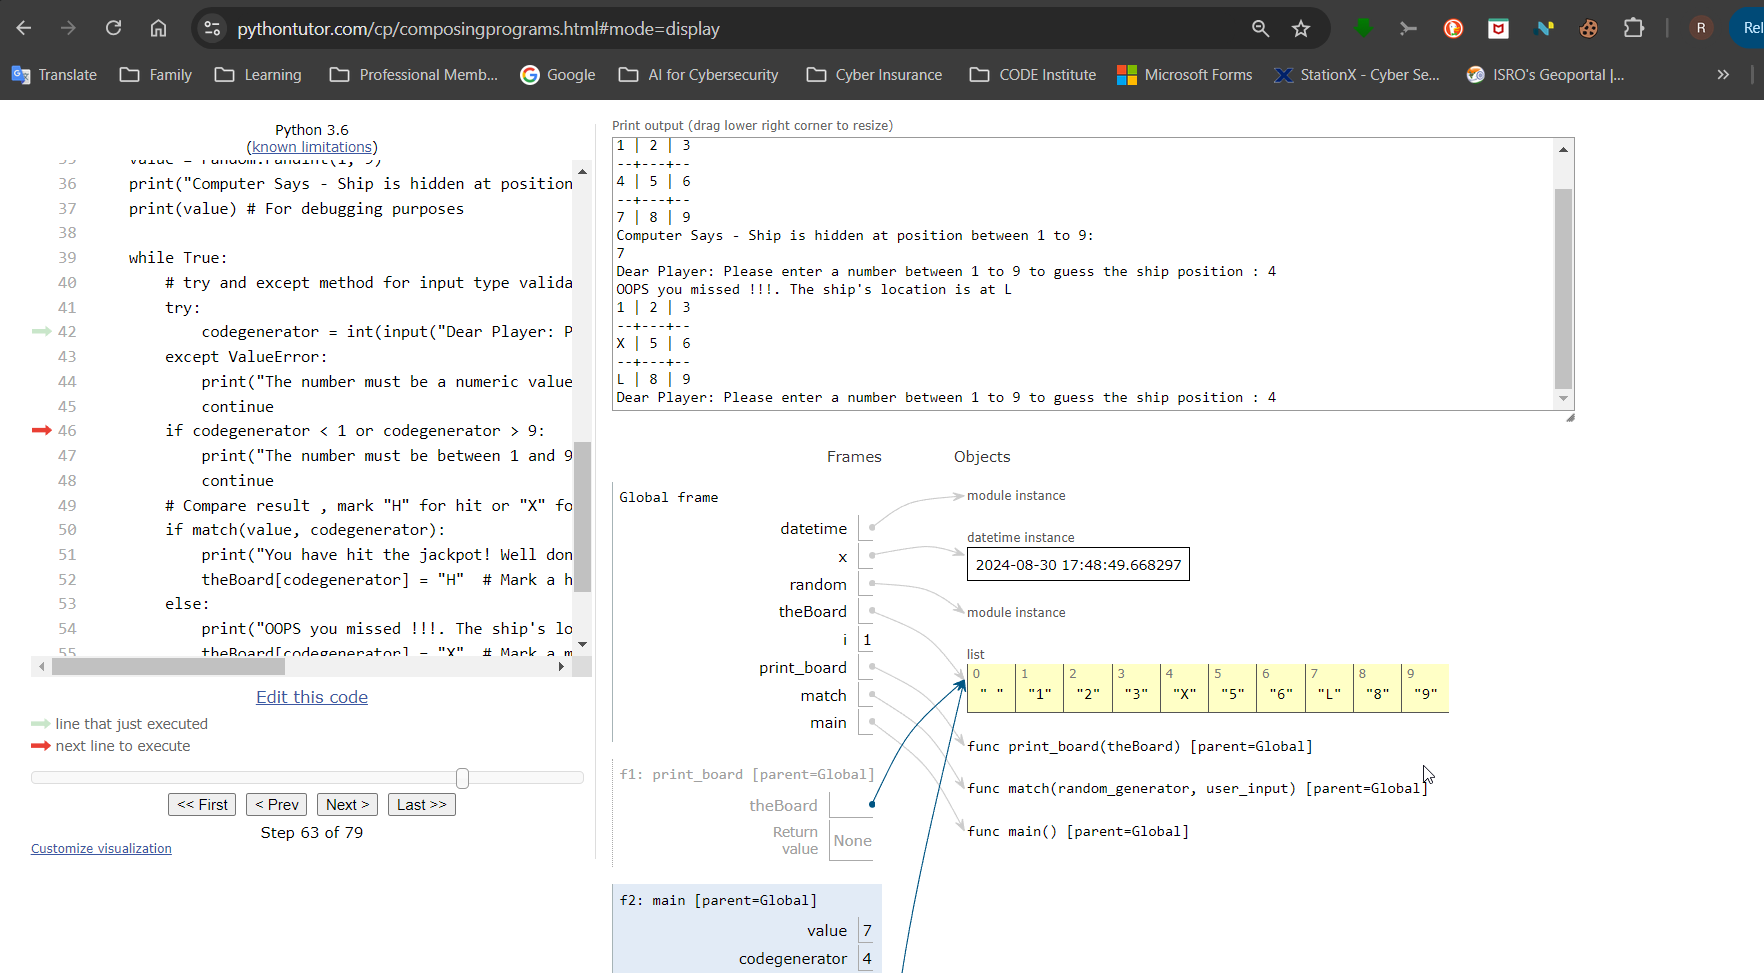 pythontutor.com/cp/composingprograms.html#mode=display
R
Rel
Translate
Family
Learning
Professional Memb...
Google
AI for Cybersecurity
Cyber Insurance
CODE Institute
Microsoft Forms
StationX - Cyber Se...
ISRO's Geoportal |...
»
Python 3.6
(known limitations)
35 value = random.randint(1, 9)
36 print("Computer Says - Ship is hidden at position
37 print(value) # For debugging purposes
38
39 while True:
40 # try and except method for input type valida
41 try:
42 codegenerator = int(input("Dear Player: P
43 except ValueError:
44 print("The number must be a numeric value
45 continue
46 if codegenerator < 1 or codegenerator > 9:
47 print("The number must be between 1 and 9
48 continue
49 # Compare result , mark "H" for hit or "X" fo
50 if match(value, codegenerator):
51 print("You have hit the jackpot! Well don
52 theBoard[codegenerator] = "H"  # Mark a h
53 else:
54 print("OOPS you missed !!!. The ship's lo
55 theBoard[codegenerator] = "X"  # Mark a m
Edit this code
line that just executed
next line to execute
<< First
< Prev
Next >
Last >>
Step 63 of 79
Customize visualization
Print output (drag lower right corner to resize)
1 | 2 | 3
--+---+--
4 | 5 | 6
--+---+--
7 | 8 | 9
Computer Says - Ship is hidden at position between 1 to 9:
7
Dear Player: Please enter a number between 1 to 9 to guess the ship position : 4
OOPS you missed !!!. The ship's location is at L
1 | 2 | 3
--+---+--
X | 5 | 6
--+---+--
L | 8 | 9
Dear Player: Please enter a number between 1 to 9 to guess the ship position : 4
Frames
Objects
Global frame
datetime
x
random
theBoard
i 1
print_board
match
main
module instance
datetime instance
2024-08-30 17:48:49.668297
module instance
list
0 1 2 3 4 5 6 7 8 9
" " "1" "2" "3" "X" "5" "6" "L" "8" "9"
func print_board(theBoard) [parent=Global]
func match(random_generator, user_input) [parent=Global]
func main() [parent=Global]
f1: print_board [parent=Global]
theBoard
Return
value None
f2: main [parent=Global]
value 7
codegenerator 4